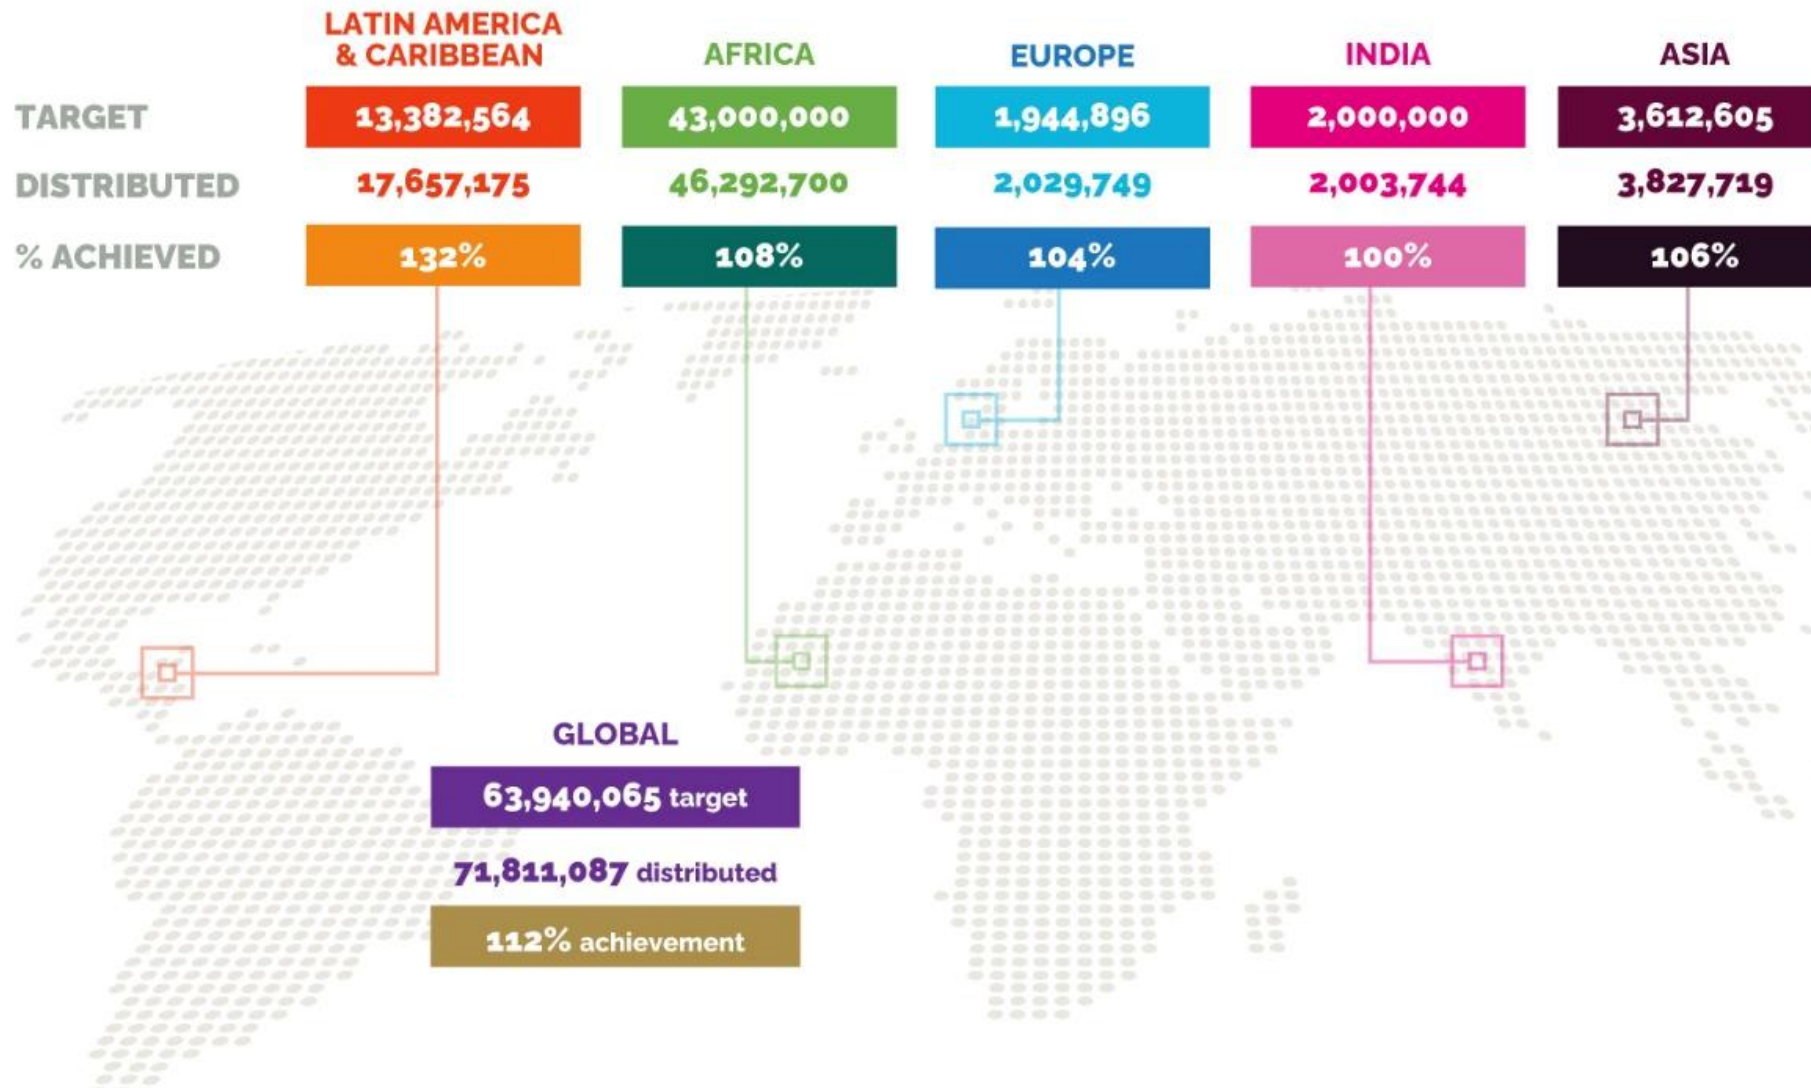 LATIN AMERICA
& CARIBBEAN
AFRICA
EUROPE
INDIA
ASIA
TARGET 13,382,564 43,000,000 1,944,896 2,000,000 3,612,605
DISTRIBUTED 17,657,175 46,292,700 2,029,749 2,003,744 3,827,719
% ACHIEVED 132% 108% 104% 100% 106%
GLOBAL
63,940,065 target
71,811,087 distributed
112% achievement